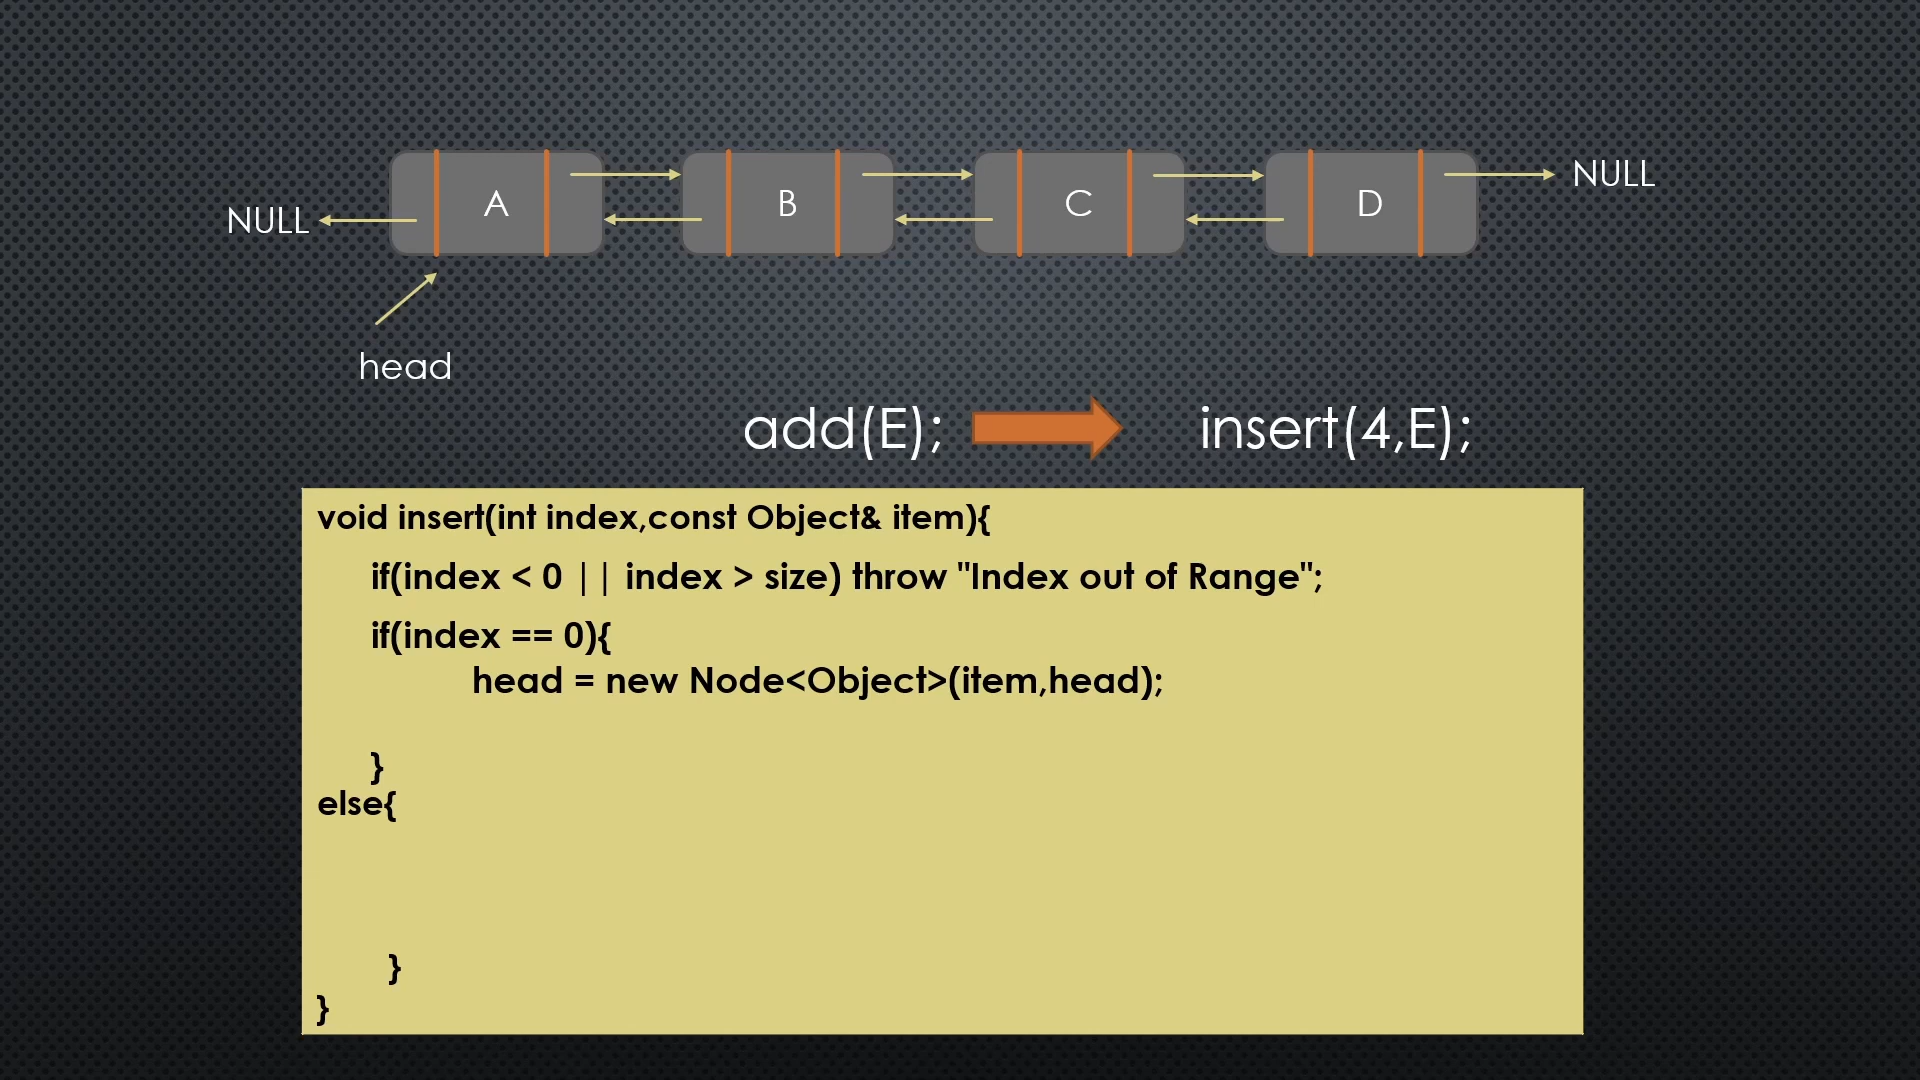 A
B
C
D
NULL
NULL
head
add(E);
insert(4,E);
void insert(int index,const Object& item){
if(index < 0 || index > size) throw "Index out of Range";
if(index == 0){
head = new Node<Object>(item,head);
}
else{
}
}